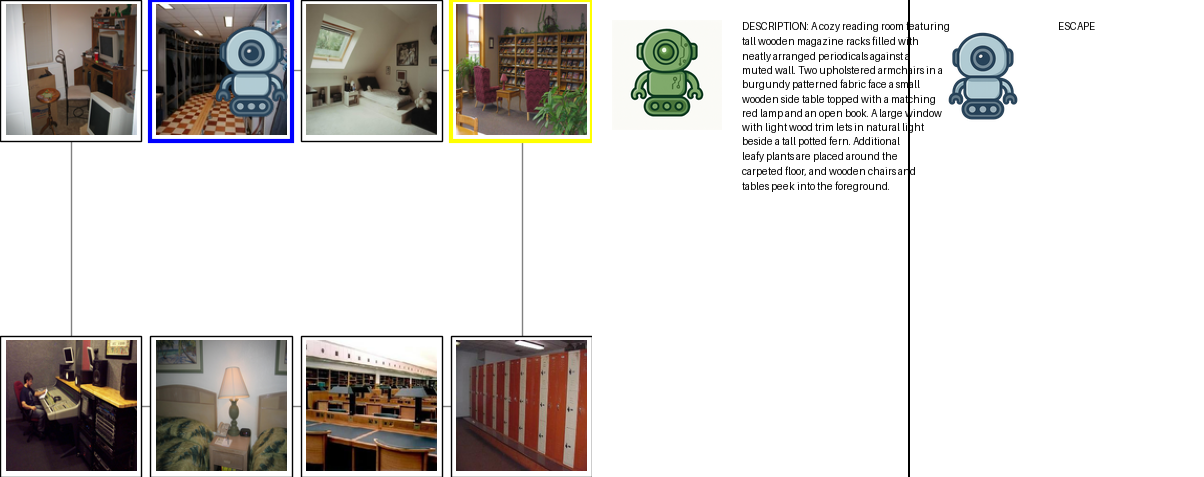 DESCRIPTION: A cozy reading room featuring
tall wooden magazine racks filled with
neatly arranged periodicals against a
muted wall. Two upholstered armchairs in a
burgundy patterned fabric face a small
wooden side table topped with a matching
red lamp and an open book. A large window
with light wood trim lets in natural light
beside a tall potted fern. Additional
leafy plants are placed around the
carpeted floor, and wooden chairs and
tables peek into the foreground.
ESCAPE